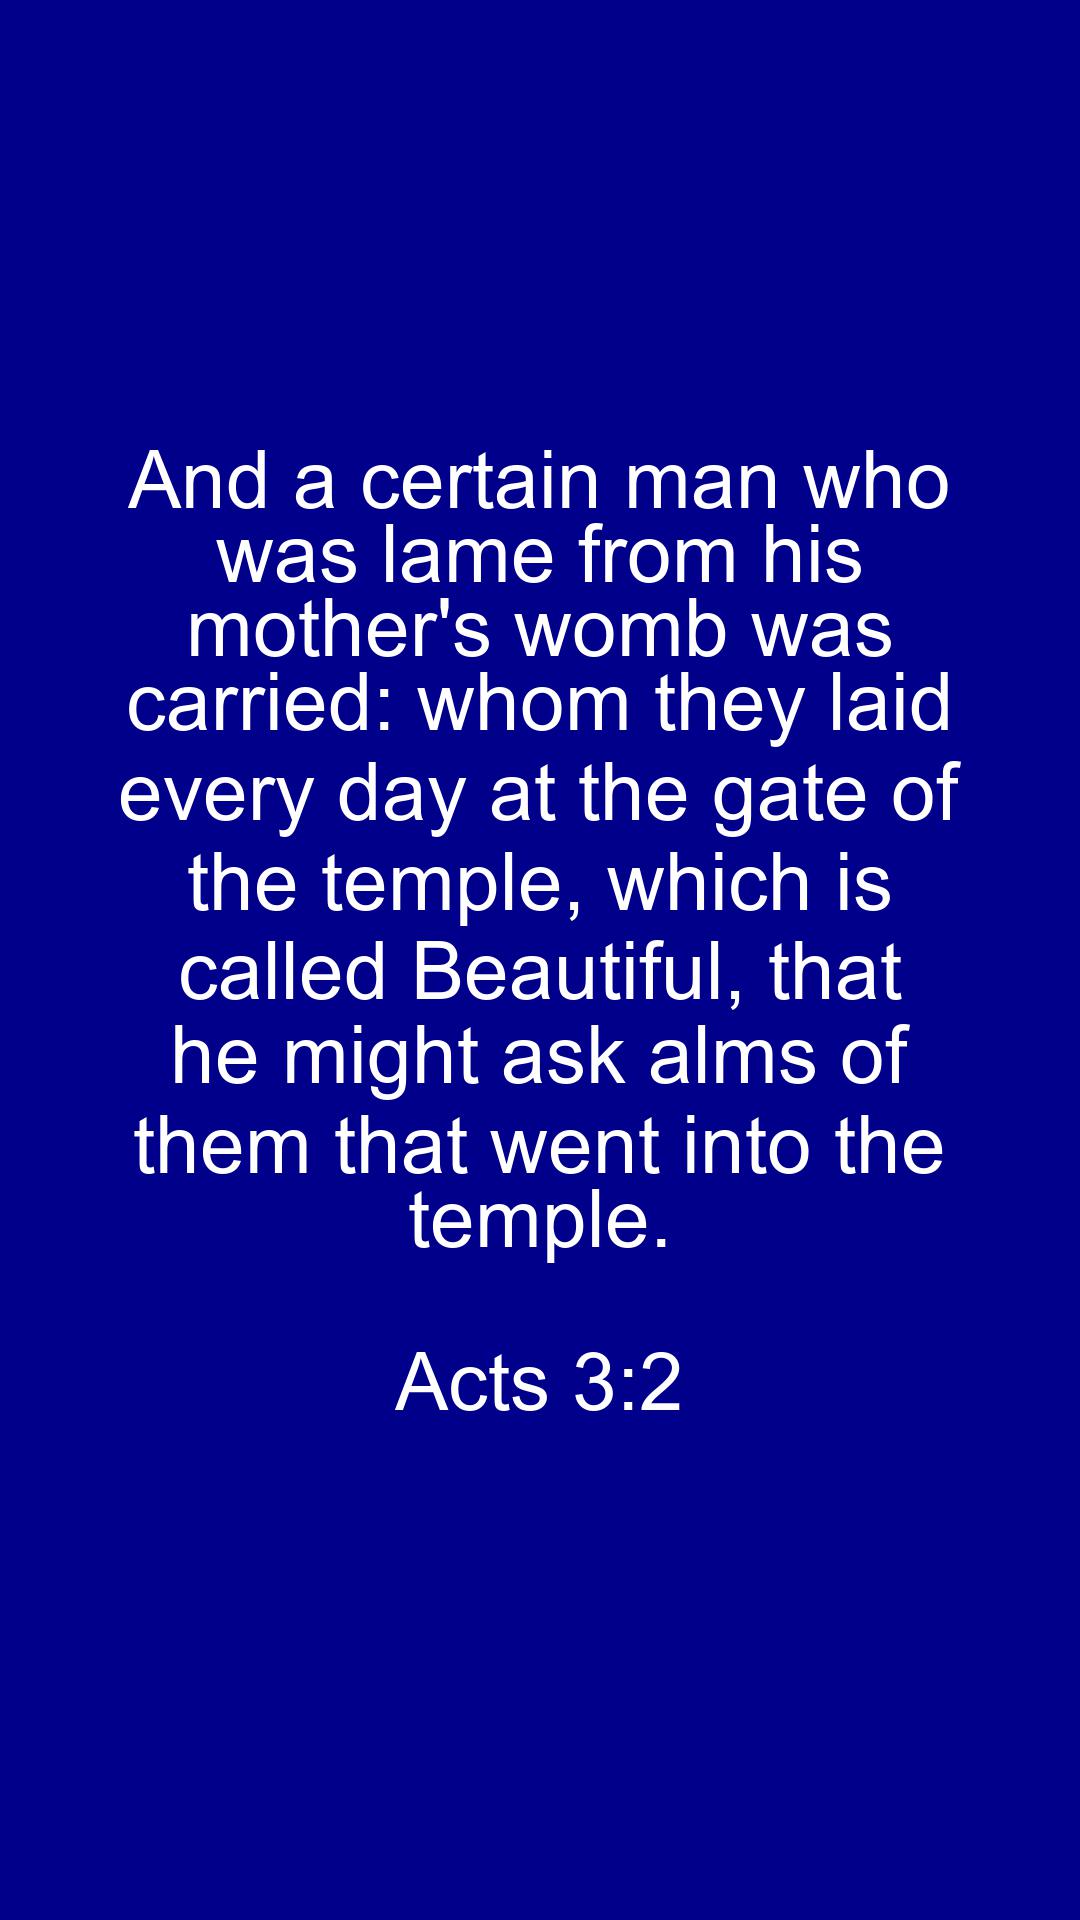 And a certain man who
was lame from his
mother's womb was
carried: whom they laid
every day at the gate of
the temple, which is
called Beautiful, that
he might ask alms of
them that went into the
temple.
Acts 3:2